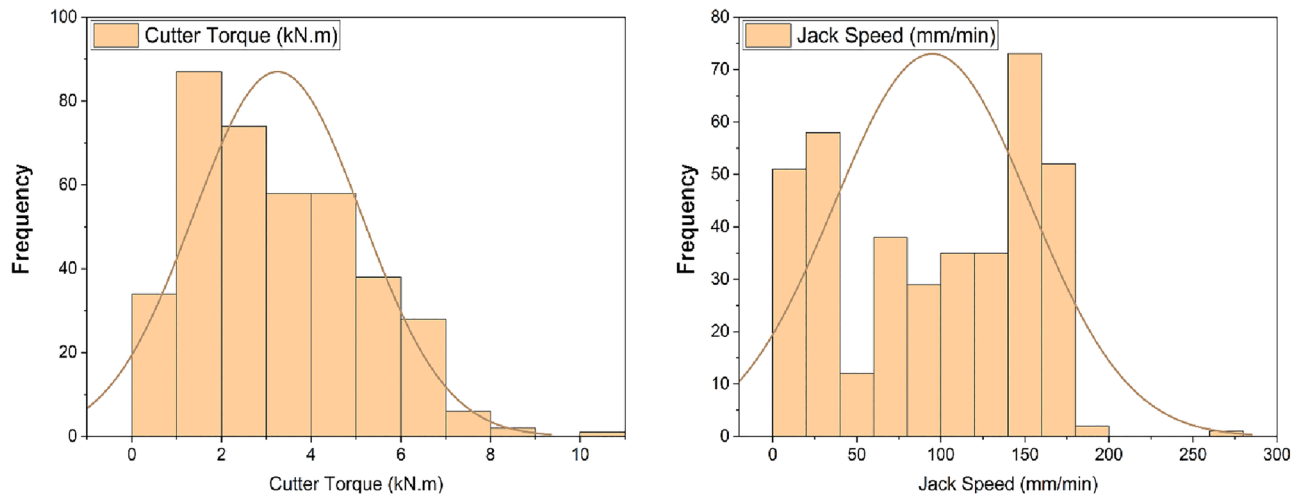 Cutter Torque (kN.m)
Frequency
100
80
60
40
20
0
0 2 4 6 8 10
Cutter Torque (kN.m)
Jack Speed (mm/min)
Frequency
80
70
60
50
40
30
20
10
0
0 50 100 150 200 250 300
Jack Speed (mm/min)